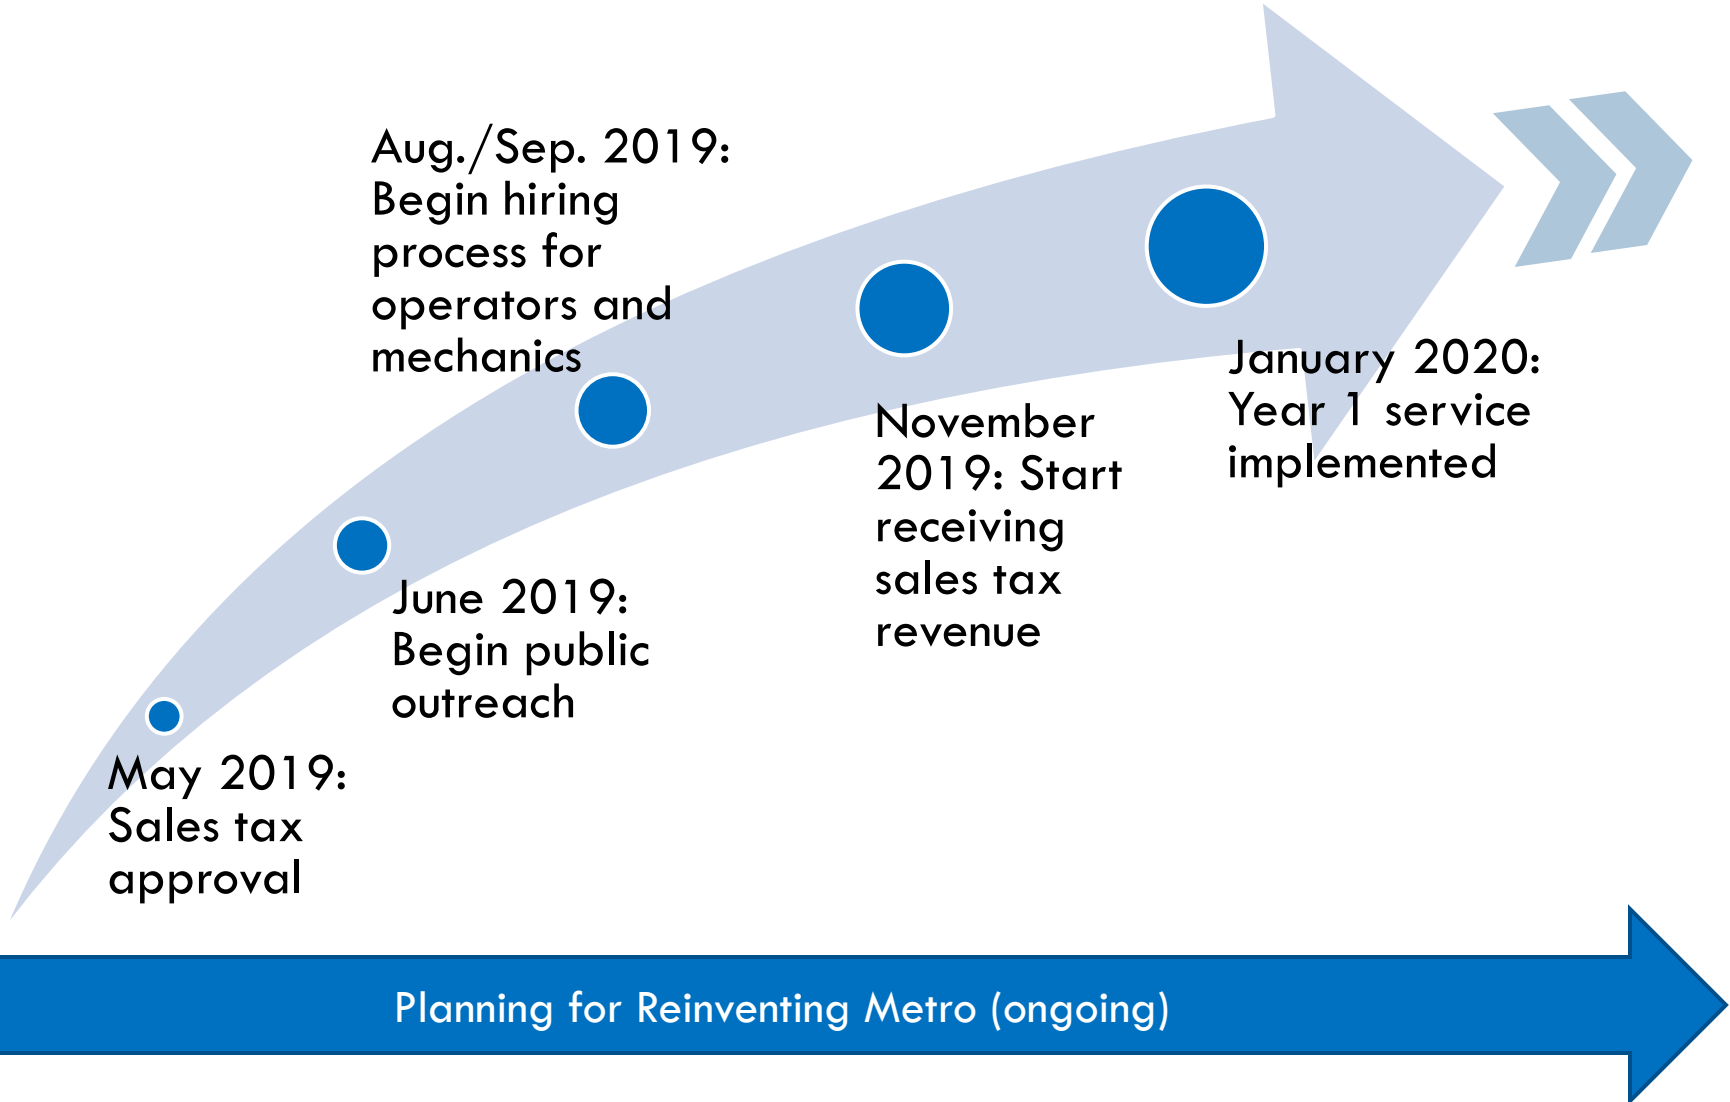 Aug./Sep. 2019:
Begin hiring
process for
operators and
mechanics
January 2020:
Year 1 service
implemented
November
2019: Start
receiving
sales tax
revenue
June 2019:
Begin public
outreach
May 2019:
Sales tax
approval
Planning for Reinventing Metro (ongoing)